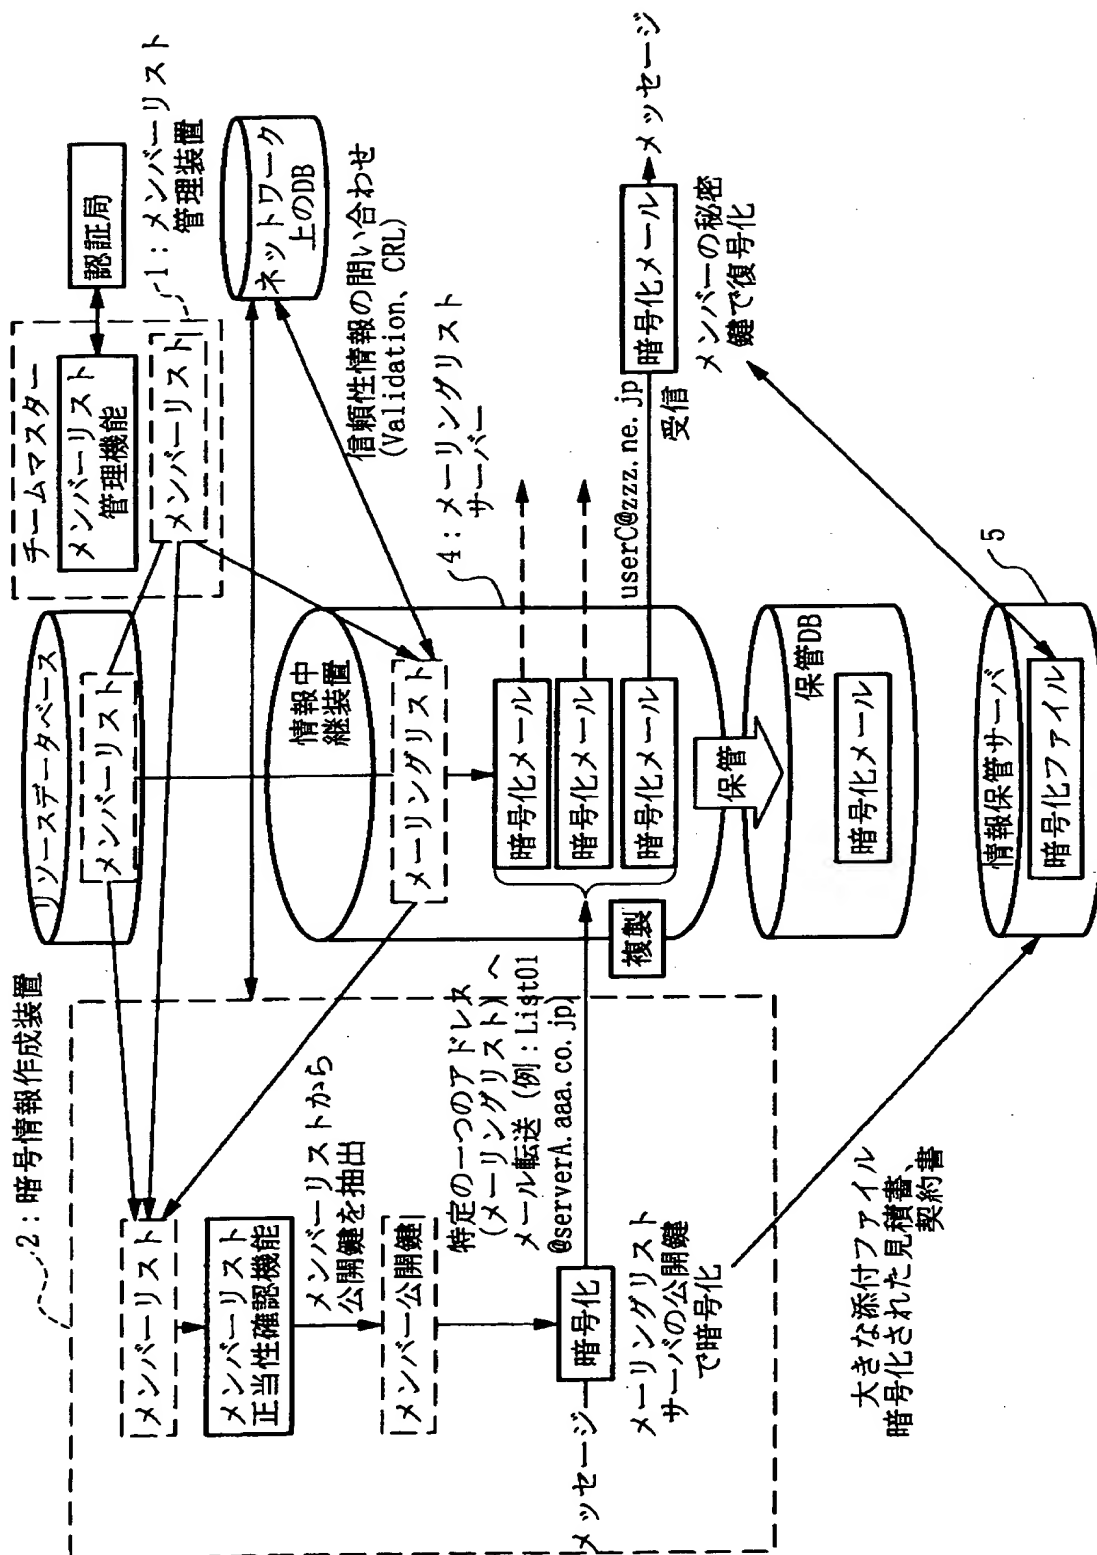 2：暗号情報作成装置
メンバーリスト
メンバーリスト
正当性確認機能
メンバーリストから
公開鍵を抽出
メンバー公開鍵
メッセージ
暗号化
特定の一つのアドレス
(メーリングリスト) へ
メール転送 (例：List01
@serverA.aaa.co.jp)
メーリングリスト
サーバの公開鍵
で暗号化
大きな添付ファイル
暗号化された見積書、
契約書
リソースデータベース
メンバーリスト
情報中
継装置
メーリングリスト
暗号化メール
暗号化メール
暗号化メール
複製
保管
保管DB
暗号化メール
情報保管サーバ
暗号化ファイル
5
チームマスター
メンバーリスト
管理機能
メンバーリスト
認証局
1：メンバーリスト
管理装置
ネットワーク
上のDB
信頼性情報の問い合わせ
(Validation、CRL)
4：メーリングリスト
サーバー
userC@zzz.ne.jp
受信
暗号化メール
メッセージ
メンバーの秘密
鍵で復号化